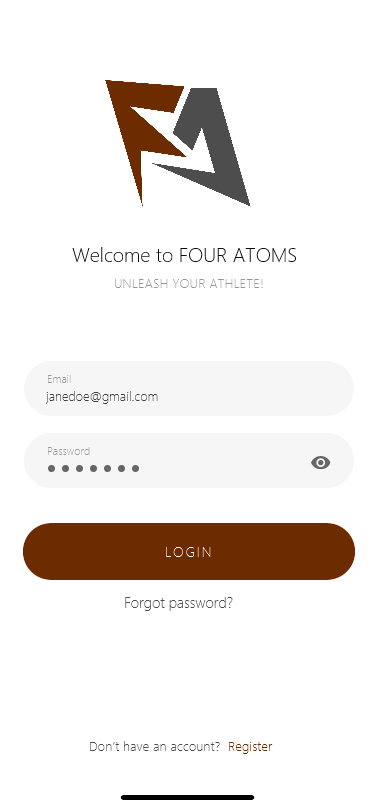 Welcome to FOUR ATOMS
UNLEASH YOUR ATHLETE!
Email
janedoe@gmail.com
Password
LOGIN
Forgot password?
Don't have an account? Register